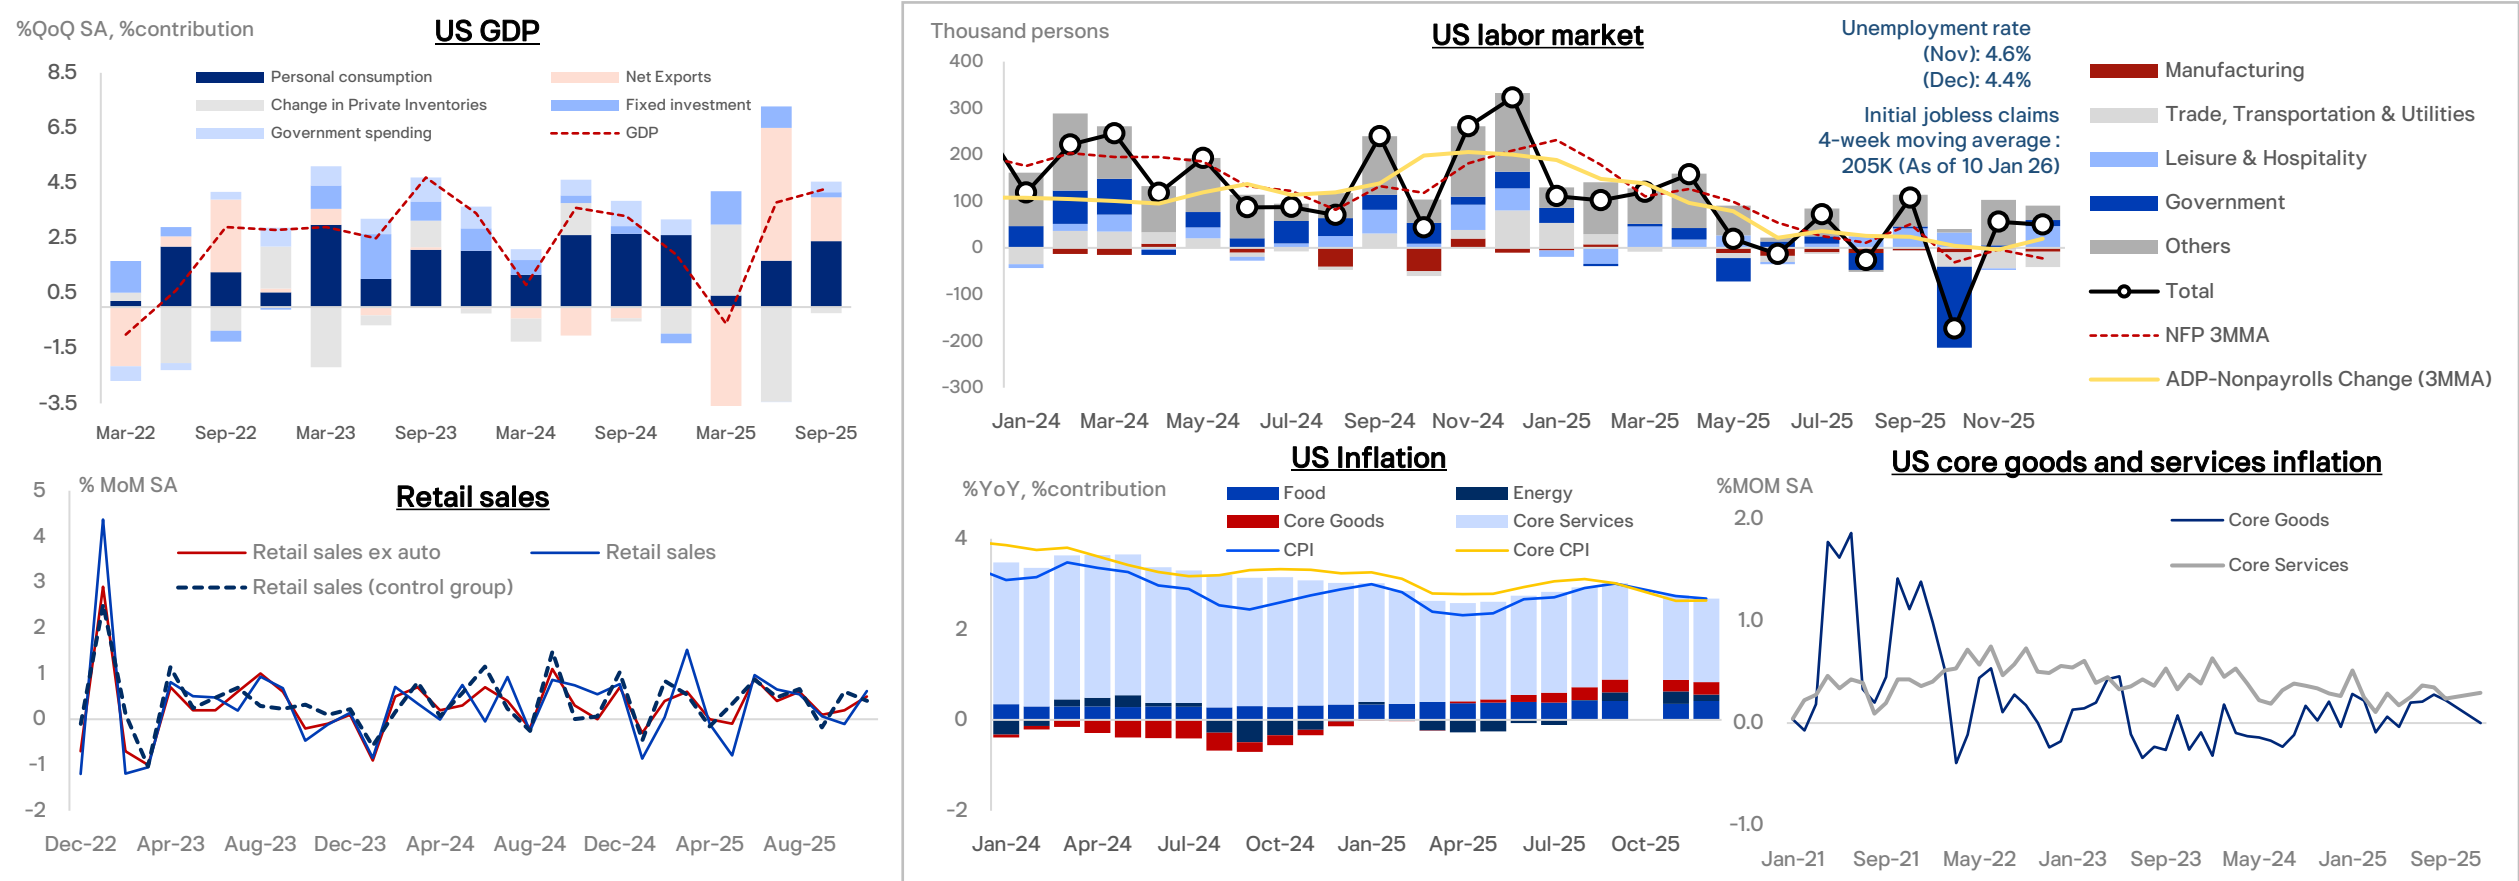 US GDP
%QoQ SA, %contribution
Personal consumption
Net Exports
Change in Private Inventories
Fixed investment
Government spending
GDP
8.5
6.5
4.5
2.5
0.5
-1.5
-3.5
Mar-22 Sep-22 Mar-23 Sep-23 Mar-24 Sep-24 Mar-25 Sep-25
US labor market
Thousand persons
Unemployment rate
(Nov): 4.6%
(Dec): 4.4%
Initial jobless claims
4-week moving average :
205K (As of 10 Jan 26)
400
300
200
100
0
-100
-200
-300
Jan-24 Mar-24 May-24 Jul-24 Sep-24 Nov-24 Jan-25 Mar-25 May-25 Jul-25 Sep-25 Nov-25
Manufacturing
Trade, Transportation & Utilities
Leisure & Hospitality
Government
Others
Total
NFP 3MMA
ADP-Nonpayrolls Change (3MMA)
Retail sales
% MoM SA
Retail sales ex auto
Retail sales
Retail sales (control group)
5
4
3
2
1
0
-1
-2
Dec-22 Apr-23 Aug-23 Dec-23 Apr-24 Aug-24 Dec-24 Apr-25 Aug-25
US Inflation
%YoY, %contribution
Food
Energy
Core Goods
Core Services
CPI
Core CPI
4
2
0
-2
Jan-24 Apr-24 Jul-24 Oct-24 Jan-25 Apr-25 Jul-25 Oct-25
US core goods and services inflation
%MOM SA
Core Goods
Core Services
2.0
1.0
0.0
-1.0
Jan-21 Sep-21 May-22 Jan-23 Sep-23 May-24 Jan-25 Sep-25